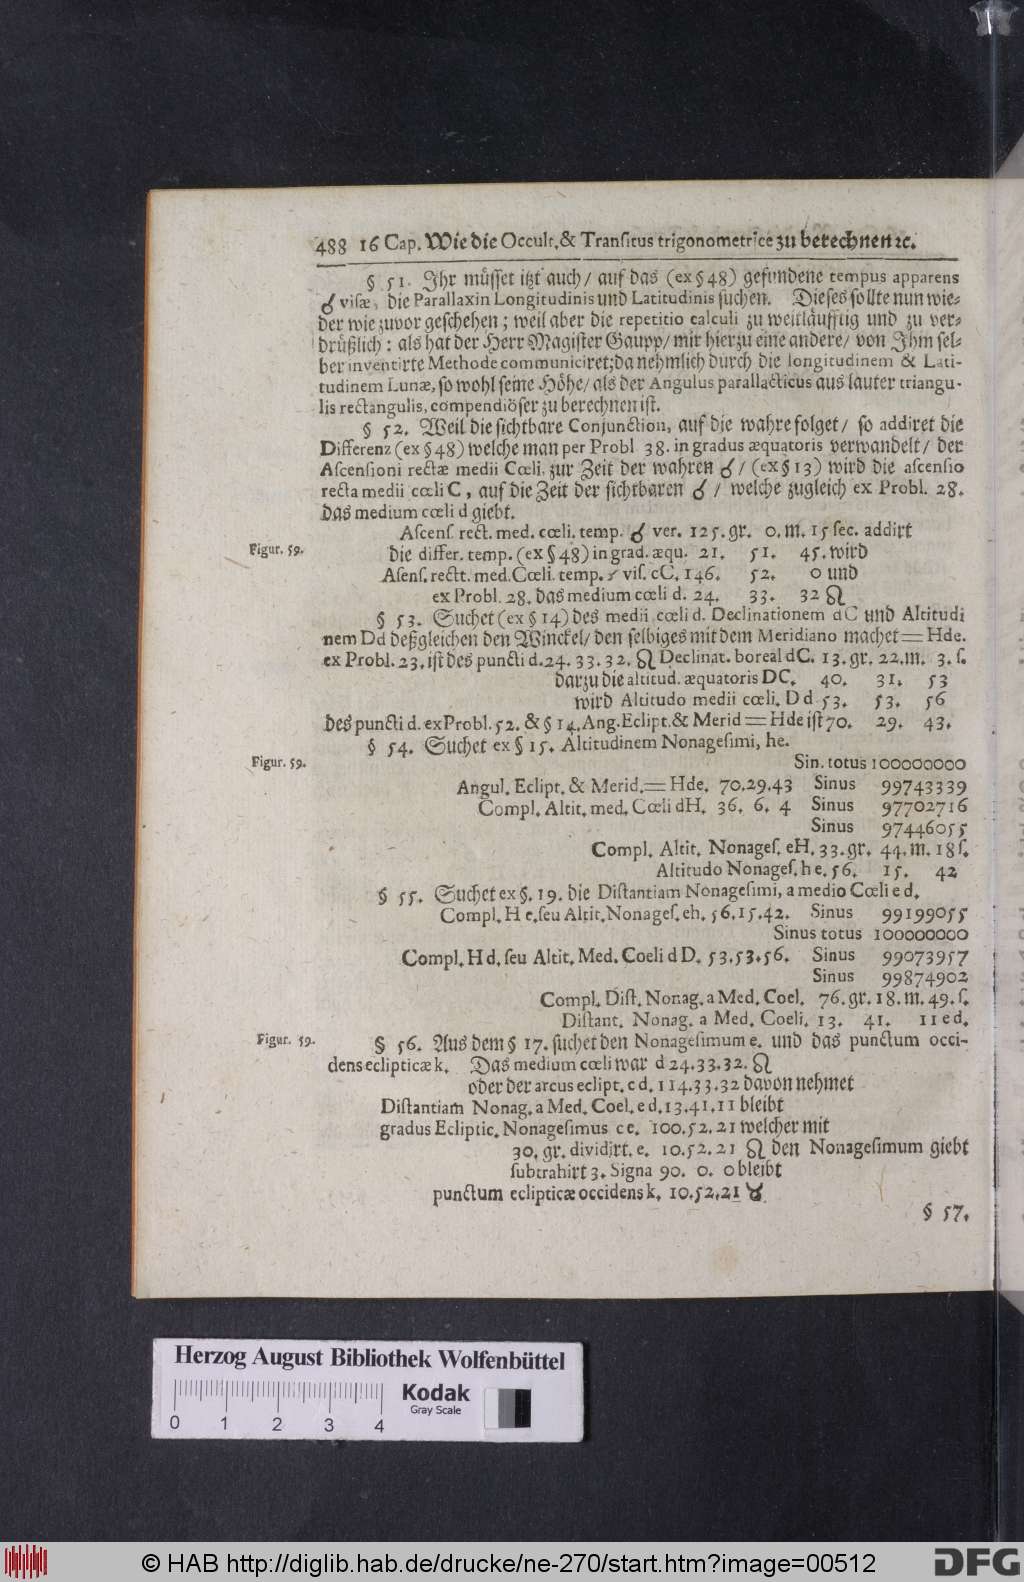 488 16 Cap. Wie die Occult. & Transitus trigonometrice zu berechnen ꝛc.
§ 51. Ihr müsset itzt auch / auf das (ex § 48) gefundene tempus apparens
☌ visæ, die Parallaxin Longitudinis und Latitudinis suchen. Dieses sollte nun wie=
der wie zuvor geschehen; weil aber die repetitio calculi zu weitläufftig und zu ver=
drüßlich: als hat der Herr Magister Gaupp / mir hierzu eine andere / von Ihm sel=
ber inventirte Methode communiciret; da nehmlich durch die longitudinem & Lati-
tudinem Lunæ, so wohl seine Höhe / als der Angulus parallacticus aus lauter triangu-
lis rectangulis, compendiöser zu berechnen ist.
§ 52. Weil die sichtbare Conjunction, auf die wahre folget / so addiret die
Differenz (ex § 48) welche man per Probl 38. in gradus æquatoris verwandelt / der
Ascensioni rectæ medii Cœli. zur Zeit der wahren ☌ / (ex § 13) wird die ascensio
recta medii cœli C, auf die Zeit der sichtbaren ☌ / welche zugleich ex Probl. 28.
das medium cœli d giebt.
Ascens. rect. med. cœli. temp. ☌ ver. 125. gr. 0. m. 15 sec. addirt
Figur. 59.
die differ. temp. (ex § 48) in grad. æqu. 21. 51. 45. wird
Asens. rectt. med. Cœli. temp. ☌ vis. cC. 146. 52. 0 und
ex Probl. 28. das medium cœli d. 24. 33. 32 ♌
§ 53. Suchet (ex § 14) des medii cœli d. Declinationem dC und Altitudi
nem Dd deßgleichen den Winckel / den selbiges mit dem Meridiano machet = Hde.
ex Probl. 23. ist des puncti d. 24. 33. 32. ♌ Declinat. boreal dC. 13. gr. 22. m. 3. s.
darzu die altitud. æquatoris DC. 40. 31. 53
wird Altitudo medii cœli. Dd 53. 53. 56
des puncti d. ex Probl. 52. & § 14. Ang. Eclipt. & Merid = Hde ist 70. 29. 43.
§ 54. Suchet ex § 15. Altitudinem Nonagesimi, he.
Figur. 59.
Sin. totus 100000000
Angul. Eclipt. & Merid. = Hde. 70.29.43 Sinus 99743339
Compl. Altit. med. Cœli dH. 36. 6. 4 Sinus 97702716
Sinus 97446055
Compl. Altit. Nonages. eH. 33. gr. 44. m. 18 s.
Altitudo Nonages. he. 56. 15. 42
§ 55. Suchet ex §. 19. die Distantiam Nonagesimi, a medio Cœli ed.
Compl. He. seu Altit. Nonages. eh. 56.15.42. Sinus 99199055
Sinus totus 100000000
Compl. Hd. seu Altit. Med. Coeli dD. 53.53.56. Sinus 99073957
Sinus 99874902
Compl. Dist. Nonag. a Med. Coel. 76. gr. 18. m. 49. s.
Distant. Nonag. a Med. Coeli. 13. 41. 11 ed.
Figur. 59.
§ 56. Aus dem § 17. suchet den Nonagesimum e. und das punctum occi-
dens eclipticæ k. Das medium cœli war d 24.33.32. ♌
oder der arcus eclipt. cd. 114.33.32 davon nehmet
Distantiam Nonag. a Med. Coel. ed. 13.41.11 bleibt
gradus Ecliptic. Nonagesimus ce. 100.52.21 welcher mit
30. gr. dividirt. e. 10.52.21 ♌ den Nonagesimum giebt
subtrahirt 3. Signa 90. 0. 0 bleibt
punctum eclipticæ occidens k. 10.52.21 ♉
§ 57.
Herzog August Bibliothek Wolfenbüttel
Kodak
Gray Scale
0 1 2 3 4
© HAB http://diglib.hab.de/drucke/ne-270/start.htm?image=00512
DFG